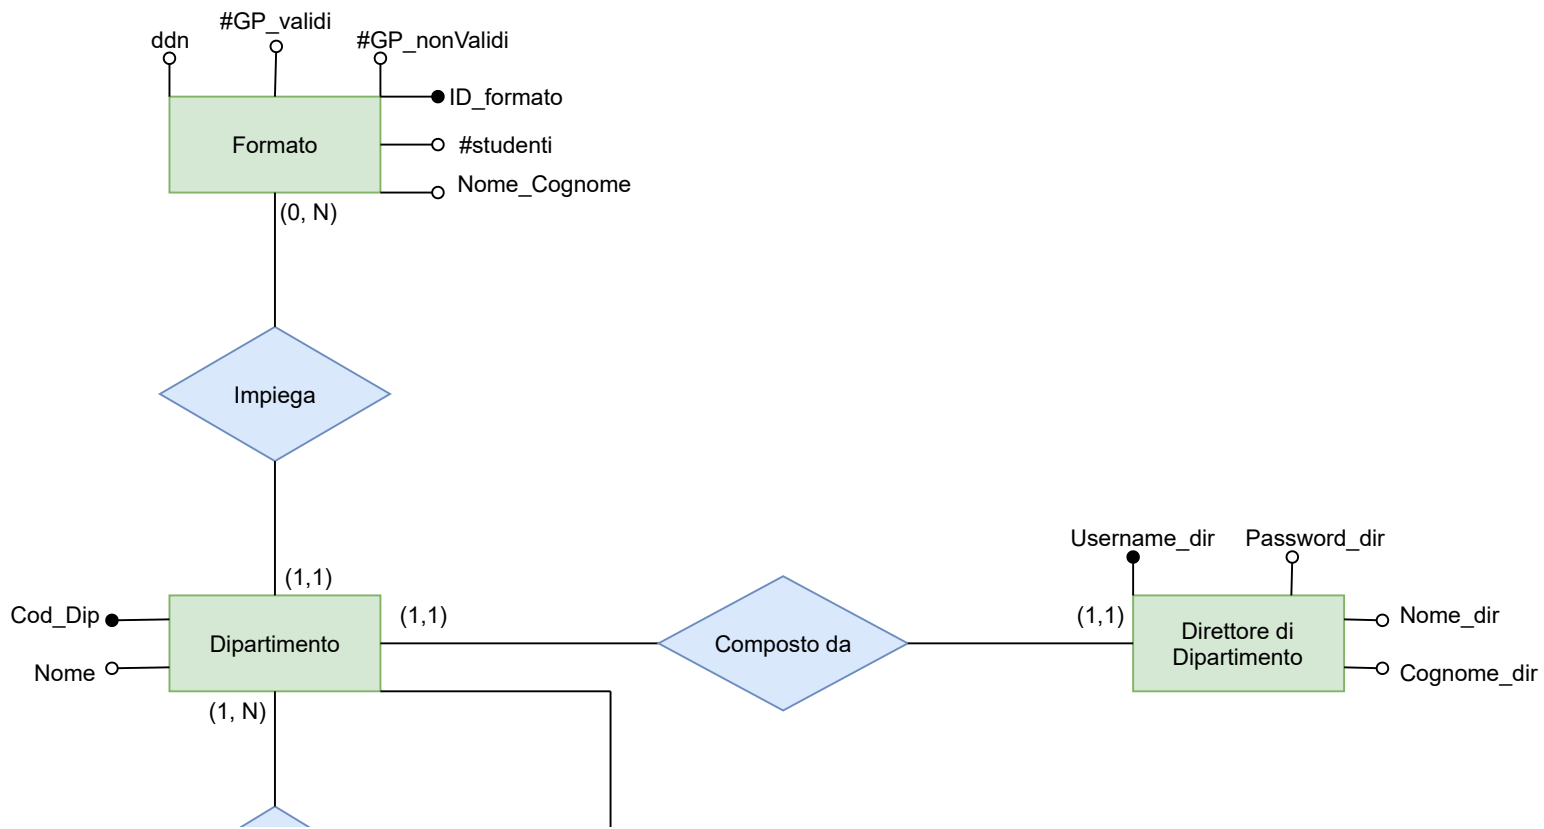 #GP_validi
ddn
#GP_nonValidi
ID_formato
Formato
#studenti
Nome_Cognome
(0, N)
Impiega
Username_dir
Password_dir
(1,1)
Cod_Dip
(1,1)
(1,1)
Nome_dir
Dipartimento
Composto da
Direttore di
Dipartimento
Nome
Cognome_dir
(1, N)